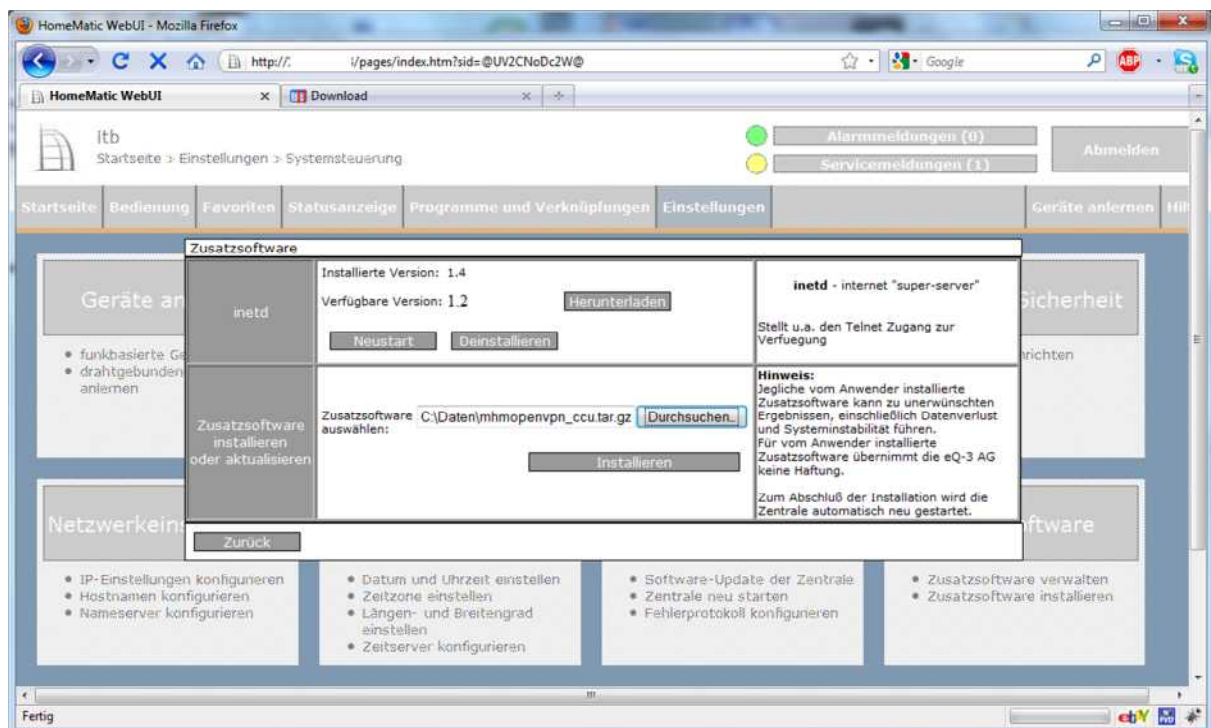 HomeMatic WebUI - Mozilla Firefox
http://
i/pages/index.htm?sid=@UV2CNoDc2W@
Google
ABP
HomeMatic WebUI
Download
itb
Startseite > Einstellungen > Systemsteuerung
Alarmmeldungen (0)
Servicemeldungen (1)
Abmelden
Startseite Bedienung Favoriten Statusanzeige Programme und Verknüpfungen Einstellungen Geräte anlernen Hil
Zusatzsoftware
Geräte an
Sicherheit
inetd
Installierte Version: 1.4
Verfügbare Version: 1.2
Herunterladen
Neustart Deinstallieren
inetd - internet "super-server"
Stellt u.a. den Telnet Zugang zur
Verfuegung
funkbasierte Ge
drahtgebunden
anlernen
richten
Zusatzsoftware
installieren
oder aktualisieren
Zusatzsoftware
auswählen:
C:\Daten\mhmopenvpn_ccu.tar.gz
Durchsuchen...
Installieren
Hinweis:
Jegliche vom Anwender installierte
Zusatzsoftware kann zu unerwünschten
Ergebnissen, einschließlich Datenverlust
und Systeminstabilität führen.
Für vom Anwender installierte
Zusatzsoftware übernimmt die eQ-3 AG
keine Haftung.
Zum Abschluß der Installation wird die
Zentrale automatisch neu gestartet.
Zurück
Netzwerkeins
ftware
IP-Einstellungen konfigurieren
Hostnamen konfigurieren
Nameserver konfigurieren
Datum und Uhrzeit einstellen
Zeitzone einstellen
Längen- und Breitengrad
einstellen
Zeitserver konfigurieren
Software-Update der Zentrale
Zentrale neu starten
Fehlerprotokoll konfigurieren
Zusatzsoftware verwalten
Zusatzsoftware installieren
Fertig
ebY